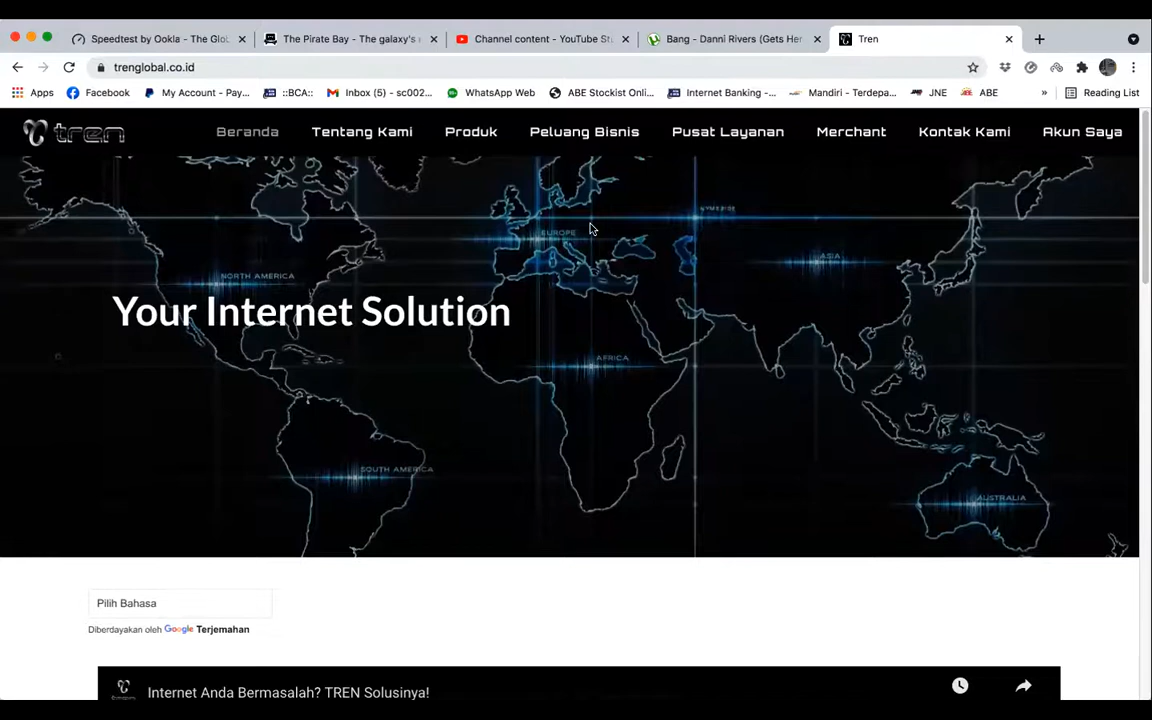 Speedtest by Ookla - The Glo
The Pirate Bay - The galaxy's
Channel content - YouTube St
Bang - Danni Rivers (Gets Her
Tren
trenglobal.co.id
Apps
Facebook
My Account - Pay...
::BCA::
Inbox (5) - sc002...
WhatsApp Web
ABE Stockist Onli...
Internet Banking -...
Mandiri - Terdepa...
JNE
ABE
»
Reading List
tren
Beranda
Tentang Kami
Produk
Peluang Bisnis
Pusat Layanan
Merchant
Kontak Kami
Akun Saya
EUROPE
ASIA
NORTH AMERICA
Your Internet Solution
AFRICA
SOUTH AMERICA
AUSTRALIA
Pilih Bahasa
Diberdayakan oleh Google Terjemahan
Internet Anda Bermasalah? TREN Solusinya!